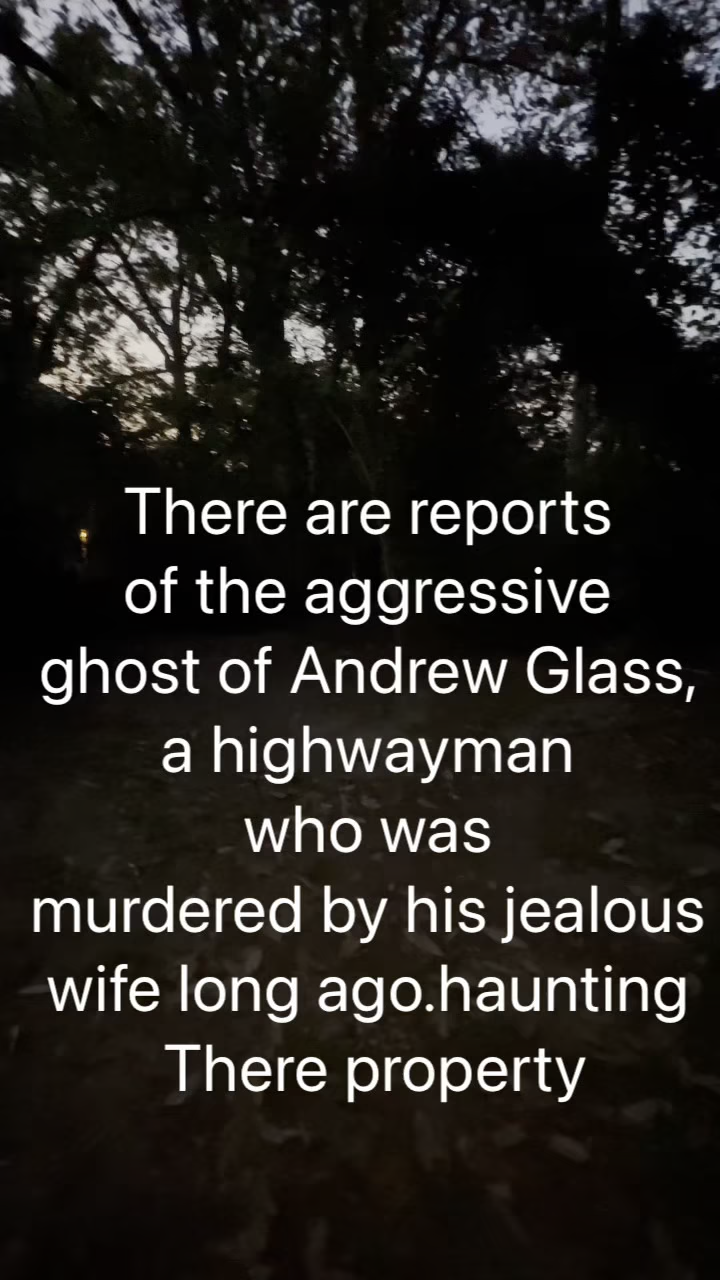 There are reports
of the aggressive
ghost of Andrew Glass,
a highwayman
who was
murdered by his jealous
wife long ago.haunting
There property